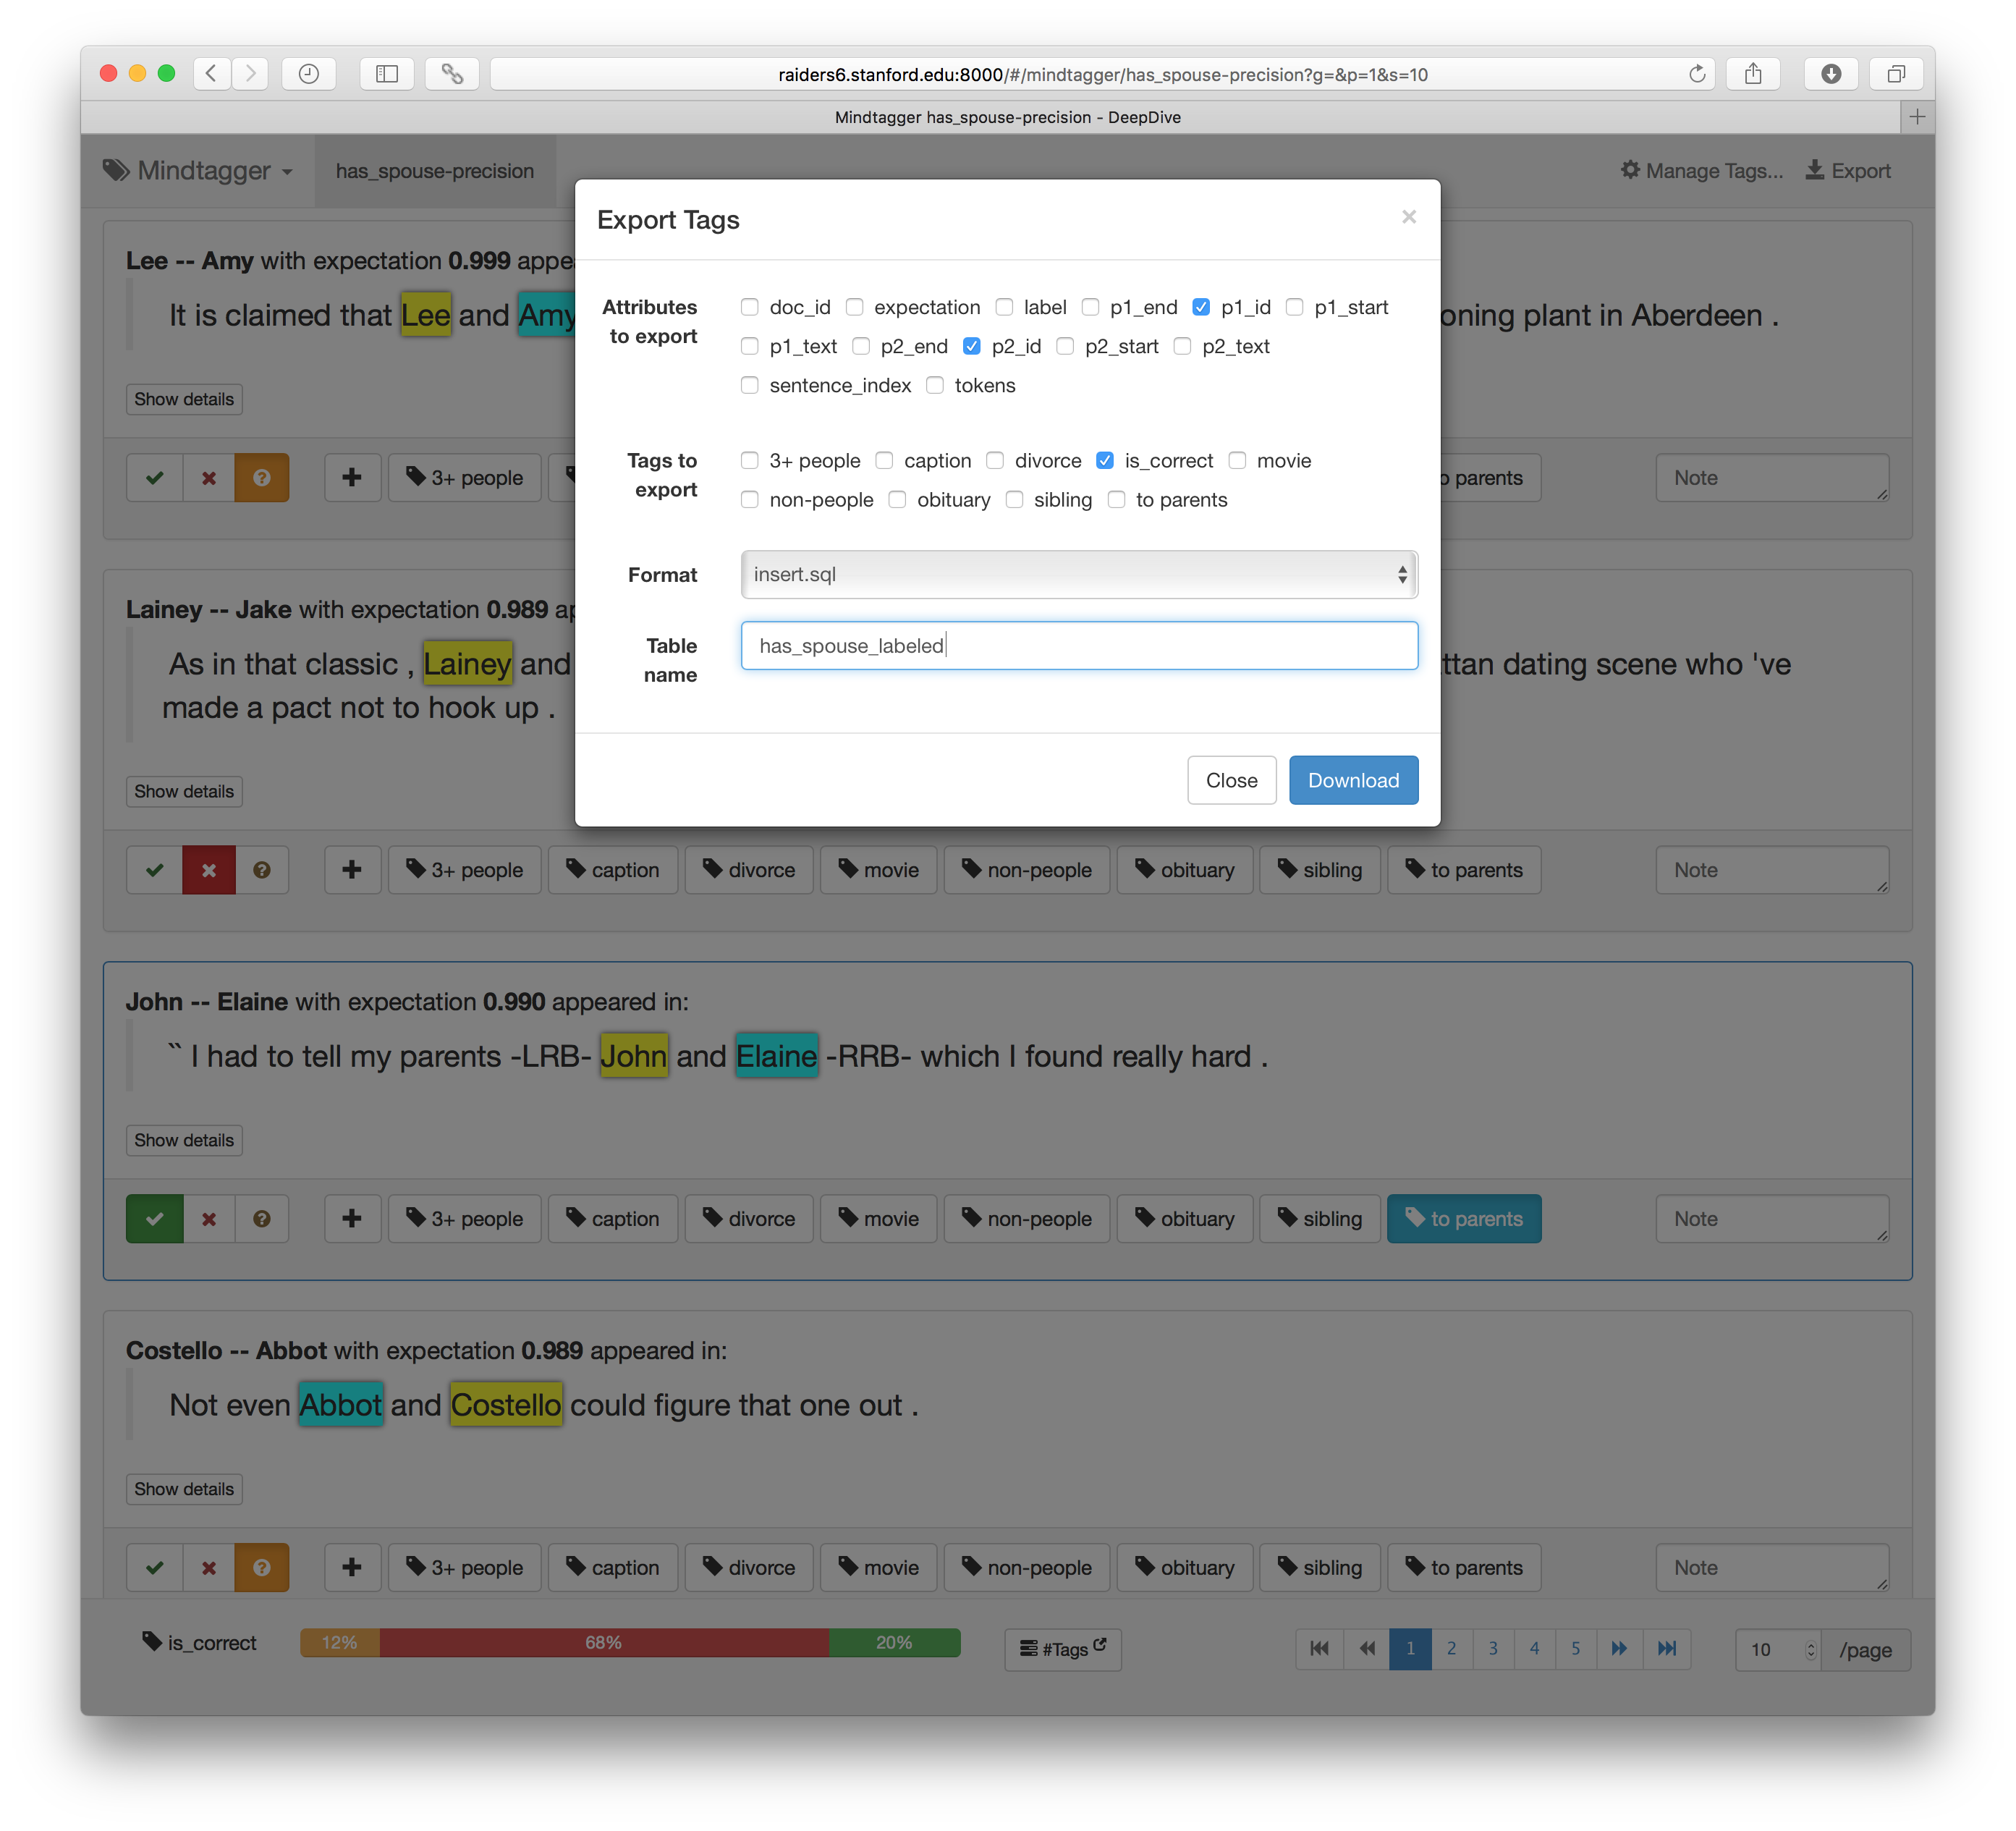 raiders6.stanford.edu:8000/#/mindtagger/has_spouse-precision?g=&p=1&s=10
Mindtagger has_spouse-precision - DeepDive
Mindtagger has_spouse-precision Manage Tags... Export
Export Tags
Attributes to export
doc_id expectation label p1_end p1_id p1_start
p1_text p2_end p2_id p2_start p2_text
sentence_index tokens
Tags to export
3+ people caption divorce is_correct movie
non-people obituary sibling to parents
Format insert.sql
Table name has_spouse_labeled
Close Download
Lee -- Amy with expectation 0.999
It is claimed that Lee and Amy plant in Aberdeen .
Show details
3+ people parents Note
Lainey -- Jake with expectation 0.989
As in that classic , Lainey and dating scene who 've
made a pact not to hook up .
Show details
3+ people caption divorce movie non-people obituary sibling to parents Note
John -- Elaine with expectation 0.990 appeared in:
`` I had to tell my parents -LRB- John and Elaine -RRB- which I found really hard .
Show details
3+ people caption divorce movie non-people obituary sibling to parents Note
Costello -- Abbot with expectation 0.989 appeared in:
Not even Abbot and Costello could figure that one out .
Show details
3+ people caption divorce movie non-people obituary sibling to parents Note
is_correct 12% 68% 20% #Tags 1 2 3 4 5 10 /page